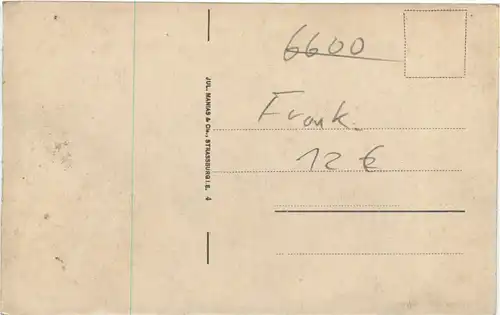 6600
Frank.
12 €
JUL. MANIAS & Cie., STRASSBURG i. E. 4